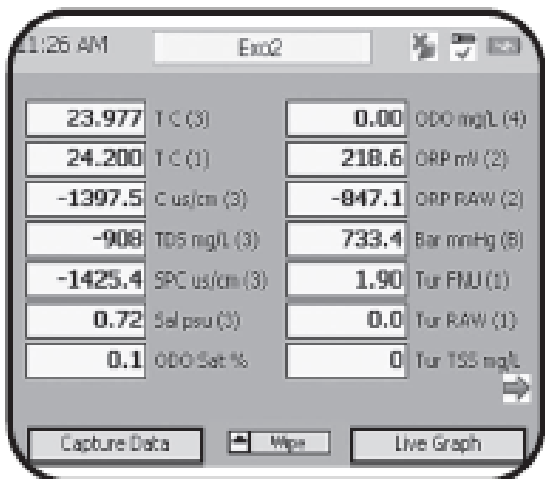 1:26 AM Exo2
23.977 T C (3) 0.00 ODO mg/L (4)
24.200 T C (1) 218.6 ORP mV (2)
-1397.5 C us/cm (3) -847.1 ORP RAW (2)
-908 TDS mg/L (3) 733.4 Bar mmHg (8)
-1425.4 SPC us/cm (3) 1.90 Tur FNU (1)
0.72 Sal psu (3) 0.0 Tur RAW (1)
0.1 ODO Sat % 0 Tur TSS mg/L
Capture Data Wipe Live Graph